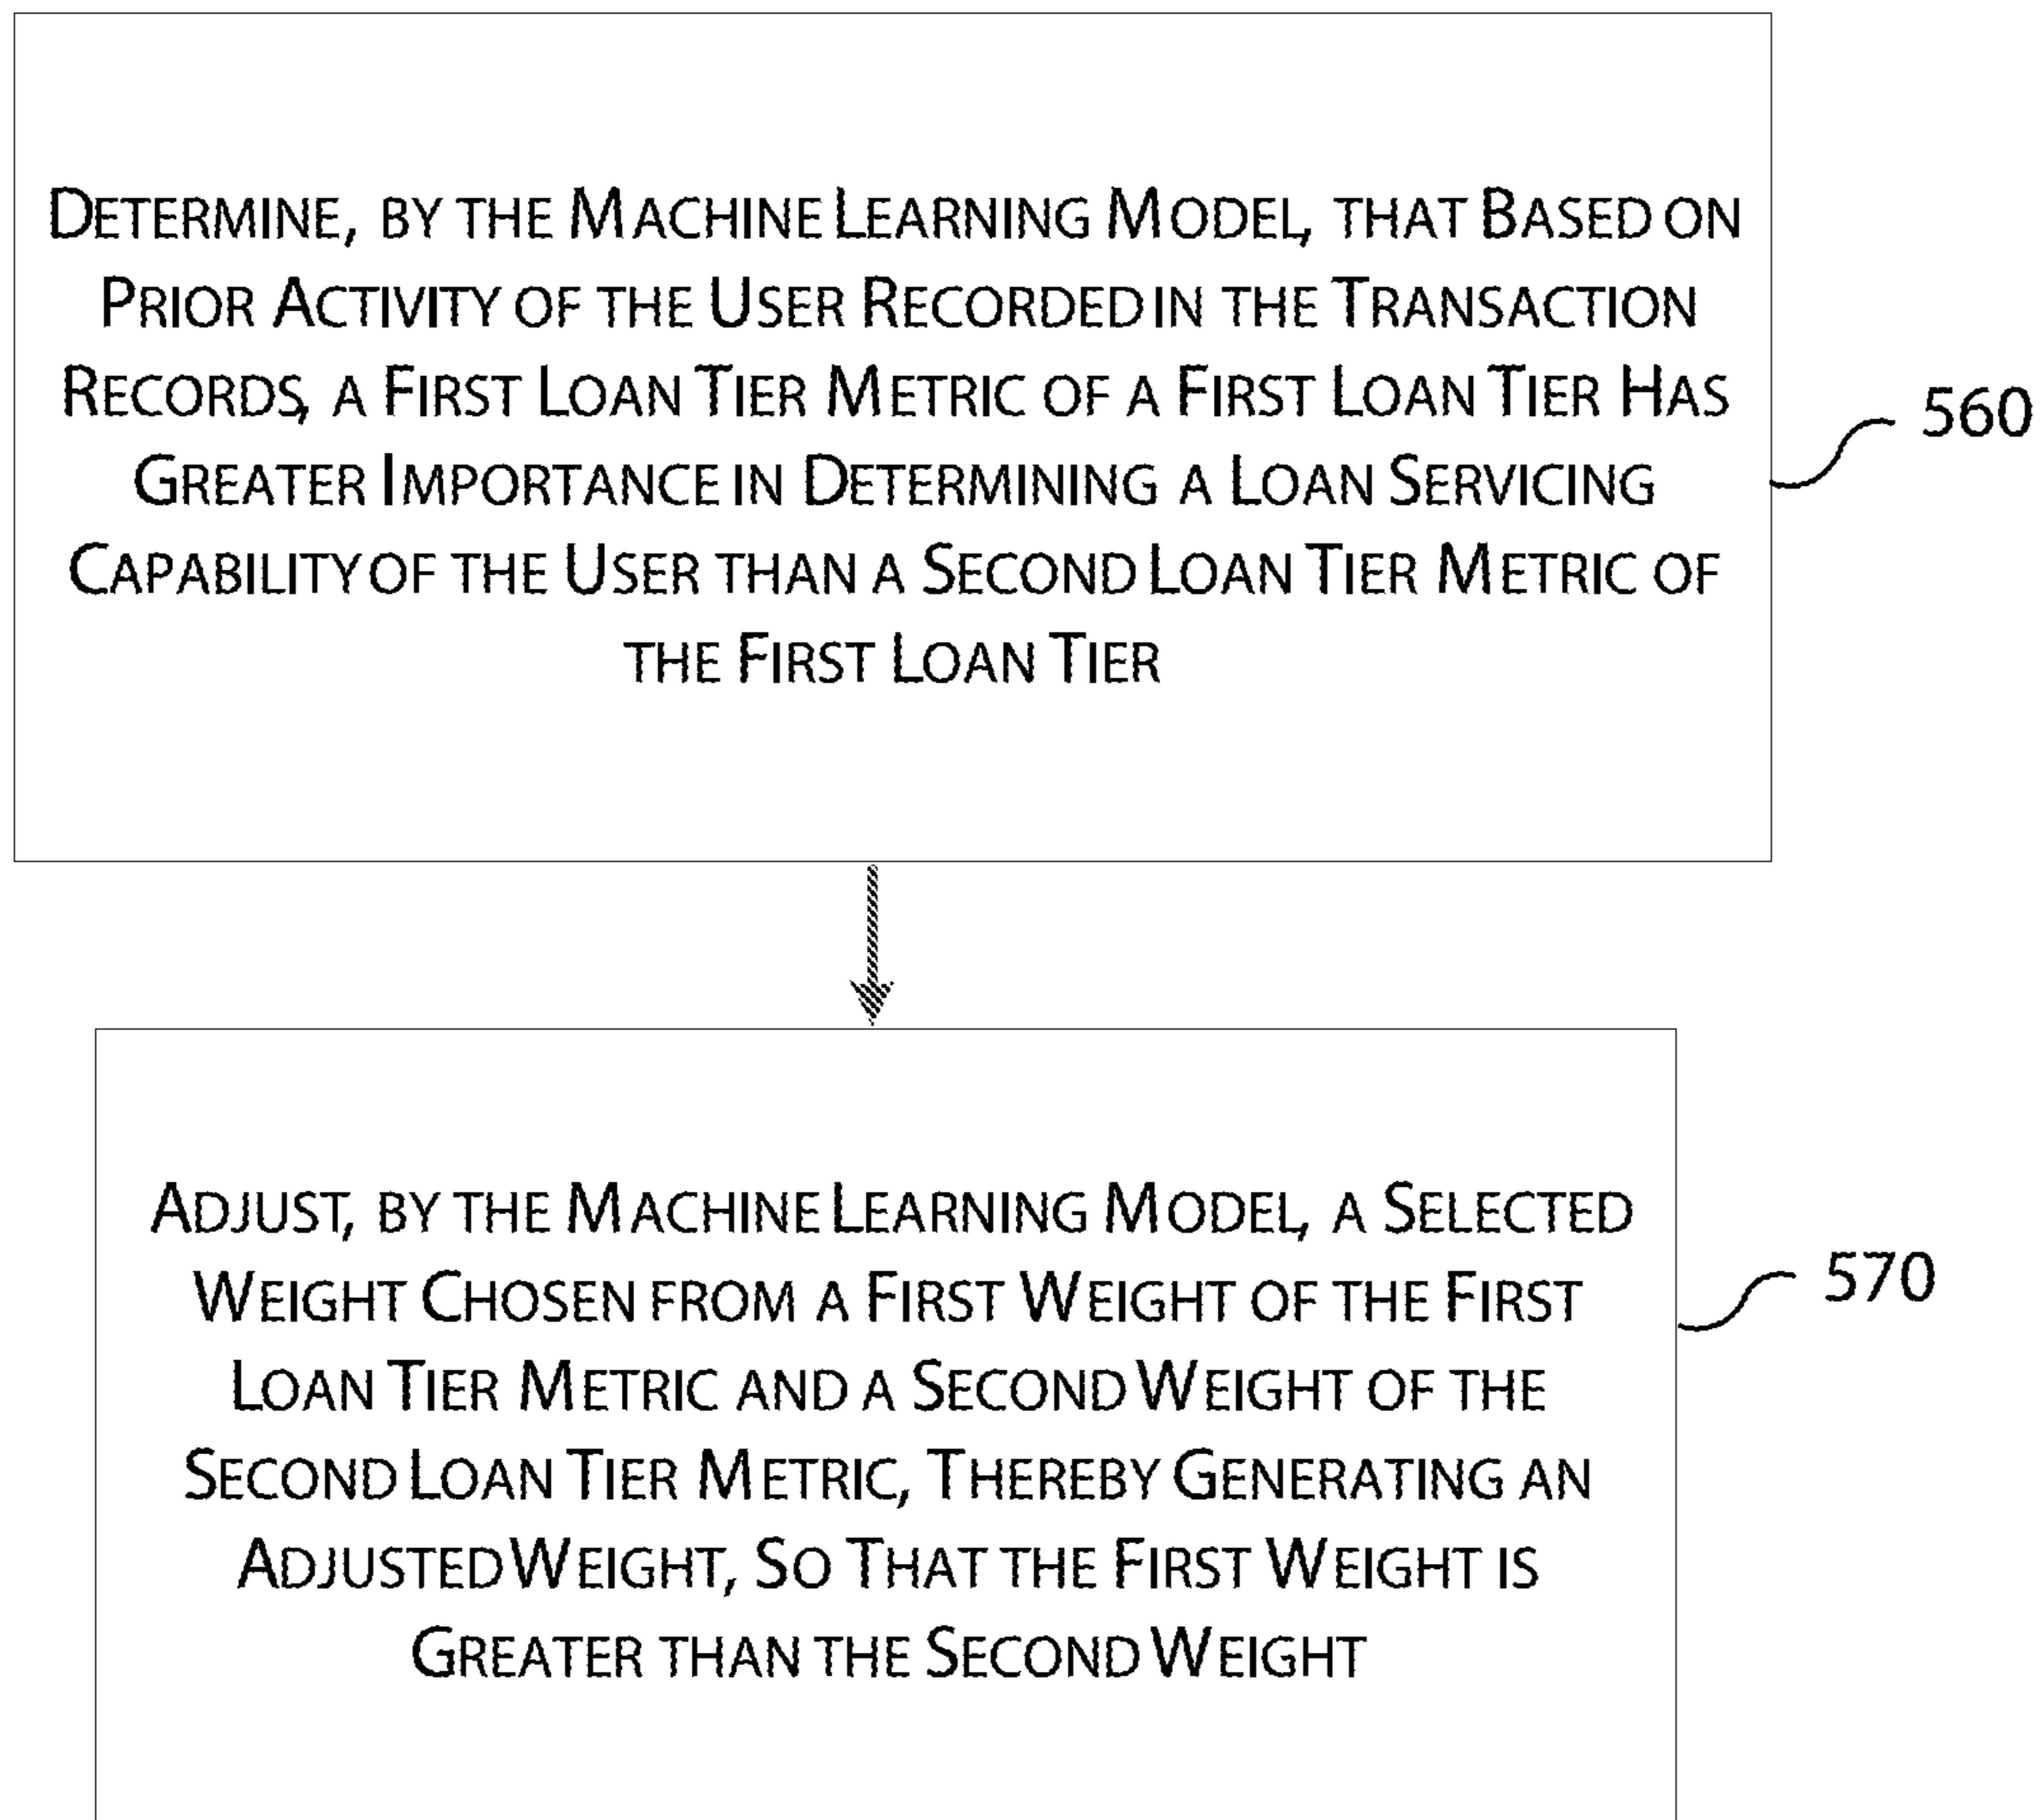 DETERMINE, BY THE MACHINE LEARNING MODEL, THAT BASED ON
PRIOR ACTIVITY OF THE USER RECORDED IN THE TRANSACTION
RECORDS, A FIRST LOAN TIER METRIC OF A FIRST LOAN TIER HAS
GREATER IMPORTANCE IN DETERMINING A LOAN SERVICING
CAPABILITY OF THE USER THAN A SECOND LOAN TIER METRIC OF
THE FIRST LOAN TIER
560
ADJUST, BY THE MACHINE LEARNING MODEL, A SELECTED
WEIGHT CHOSEN FROM A FIRST WEIGHT OF THE FIRST
LOAN TIER METRIC AND A SECOND WEIGHT OF THE
SECOND LOAN TIER METRIC, THEREBY GENERATING AN
ADJUSTED WEIGHT, SO THAT THE FIRST WEIGHT IS
GREATER THAN THE SECOND WEIGHT
570